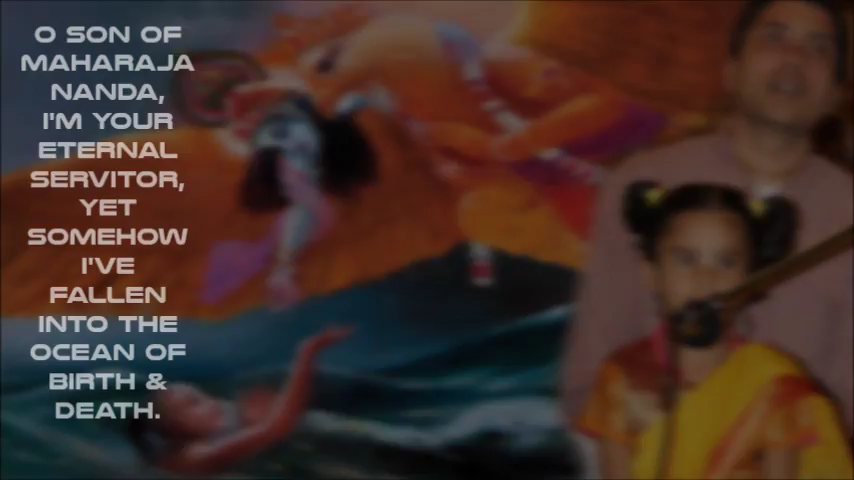 O SON OF
MAHARAJA
NANDA,
I'M YOUR
ETERNAL
SERVITOR,
YET
SOMEHOW
I'VE
FALLEN
INTO THE
OCEAN OF
BIRTH &
DEATH.